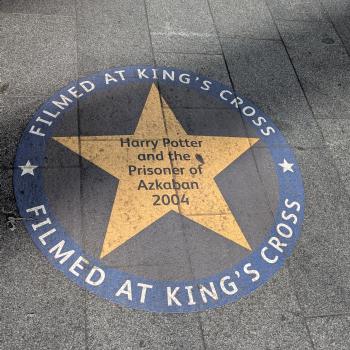 FILMED AT KING'S CROSS
Harry Potter
and the
Prisoner of
Azkaban
2004
FILMED AT KING'S CROSS